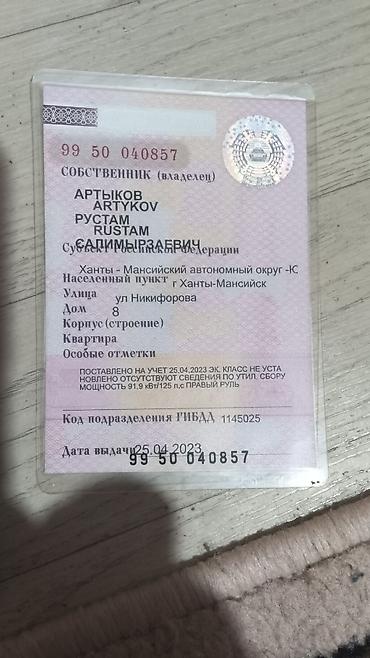 99 50 040857
СОБСТВЕННИК (владелец)
АРТЫКОВ
ARTYKOV
РУСТАМ
RUSTAM
САЛИМЫРЗАЕВИЧ
Субъект Российской Федерации
Ханты - Мансийский автономный округ -Ю
Населенный пункт г Ханты-Мансийск
Улица ул Никифорова
Дом 8
Корпус (строение)
Квартира
Особые отметки
ПОСТАВЛЕНО НА УЧЕТ 25.04.2023 ЭК. КЛАСС НЕ УСТА
НОВЛЕНО ОТСУТСТВУЮТ СВЕДЕНИЯ ПО УТИЛ. СБОРУ
МОЩНОСТЬ 91.9 кВт/125 л,с ПРАВЫЙ РУЛЬ
Код подразделения ГИБДД 1145025
Дата выдачи 25.04.2023
99 50 040857